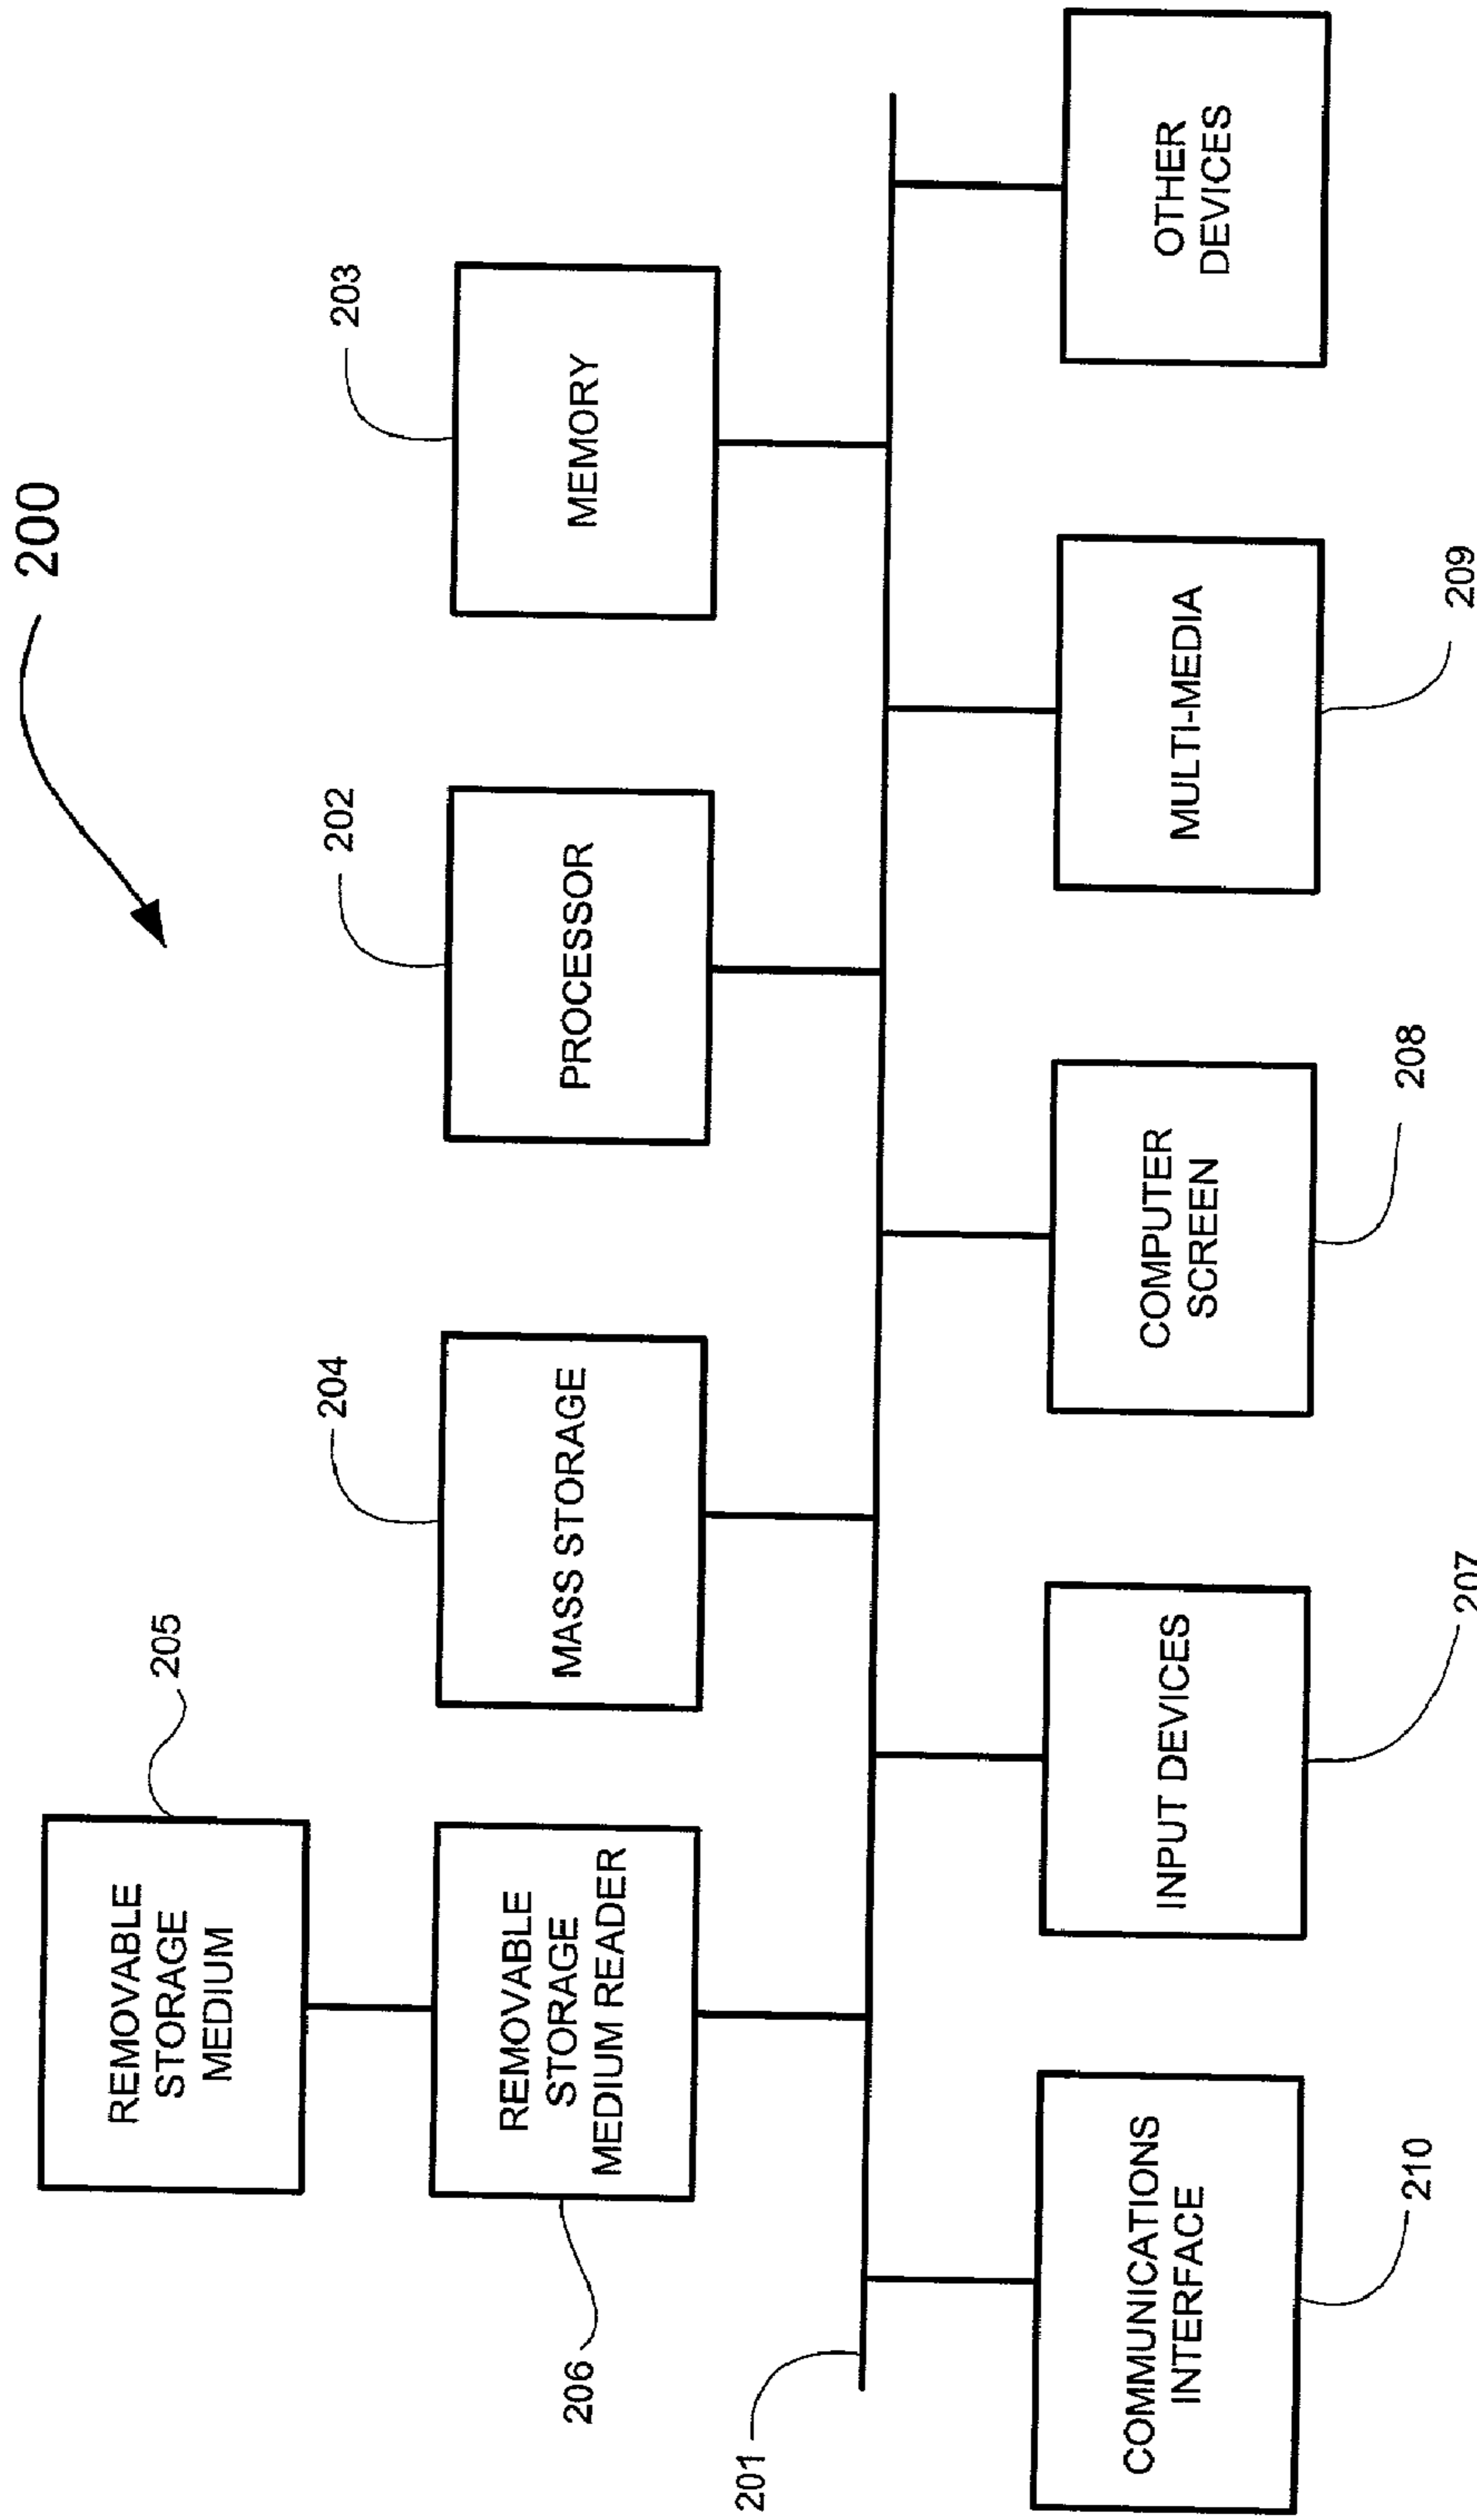 200
205
REMOVABLE
STORAGE
MEDIUM
204
202
203
206
REMOVABLE
STORAGE
MEDIUM READER
MASS STORAGE
PROCESSOR
MEMORY
201
COMMUNICATIONS
INTERFACE
INPUT DEVICES
COMPUTER
SCREEN
MULTI-MEDIA
OTHER
DEVICES
210
207
208
209